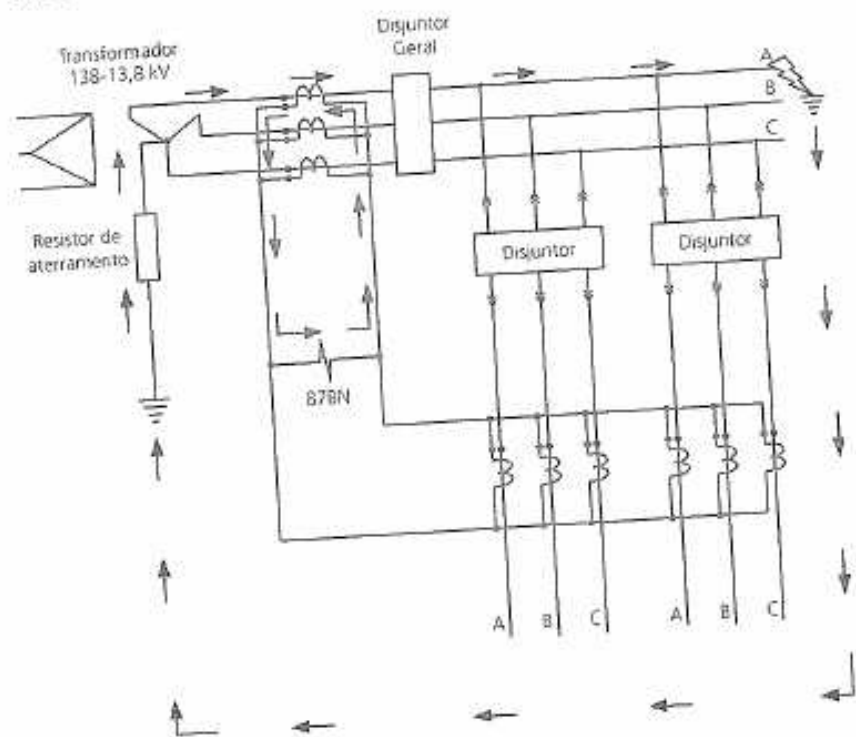 Transformador
138-13,8 kV
Disjuntor
Geral
A
B
C
Resistor de
aterramento
Disjuntor
Disjuntor
87BN
A
B
C
A
B
C